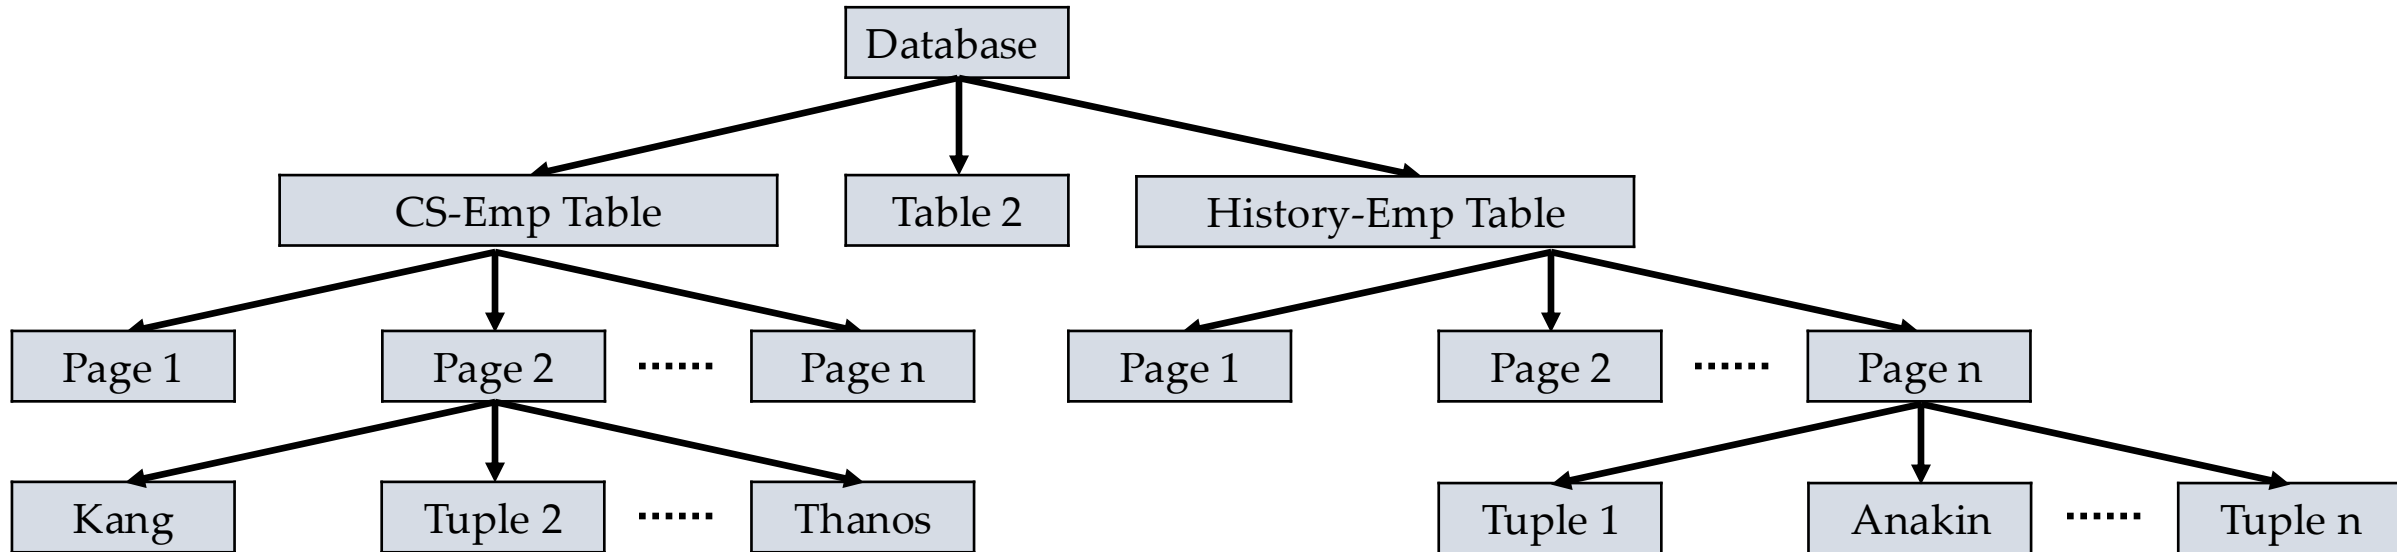 Database
CS-Emp Table
Table 2
History-Emp Table
Page 1
Page 2
......
Page n
Page 1
Page 2
......
Page n
Kang
Tuple 2
......
Thanos
Tuple 1
Anakin
......
Tuple n